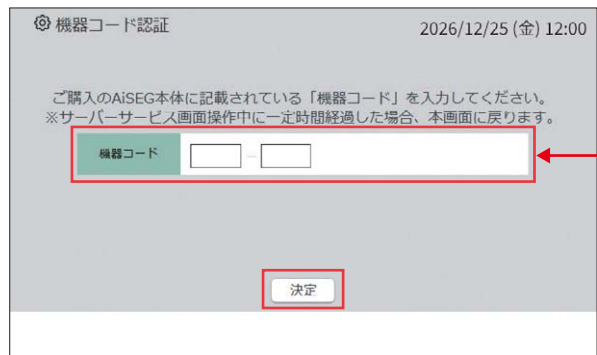 機器コード認証
2026/12/25 (金) 12:00
ご購入のAiSEG本体に記載されている「機器コード」を入力してください。
※サーバーサービス画面操作中に一定時間経過した場合、本画面に戻ります。
機器コード
–
決定